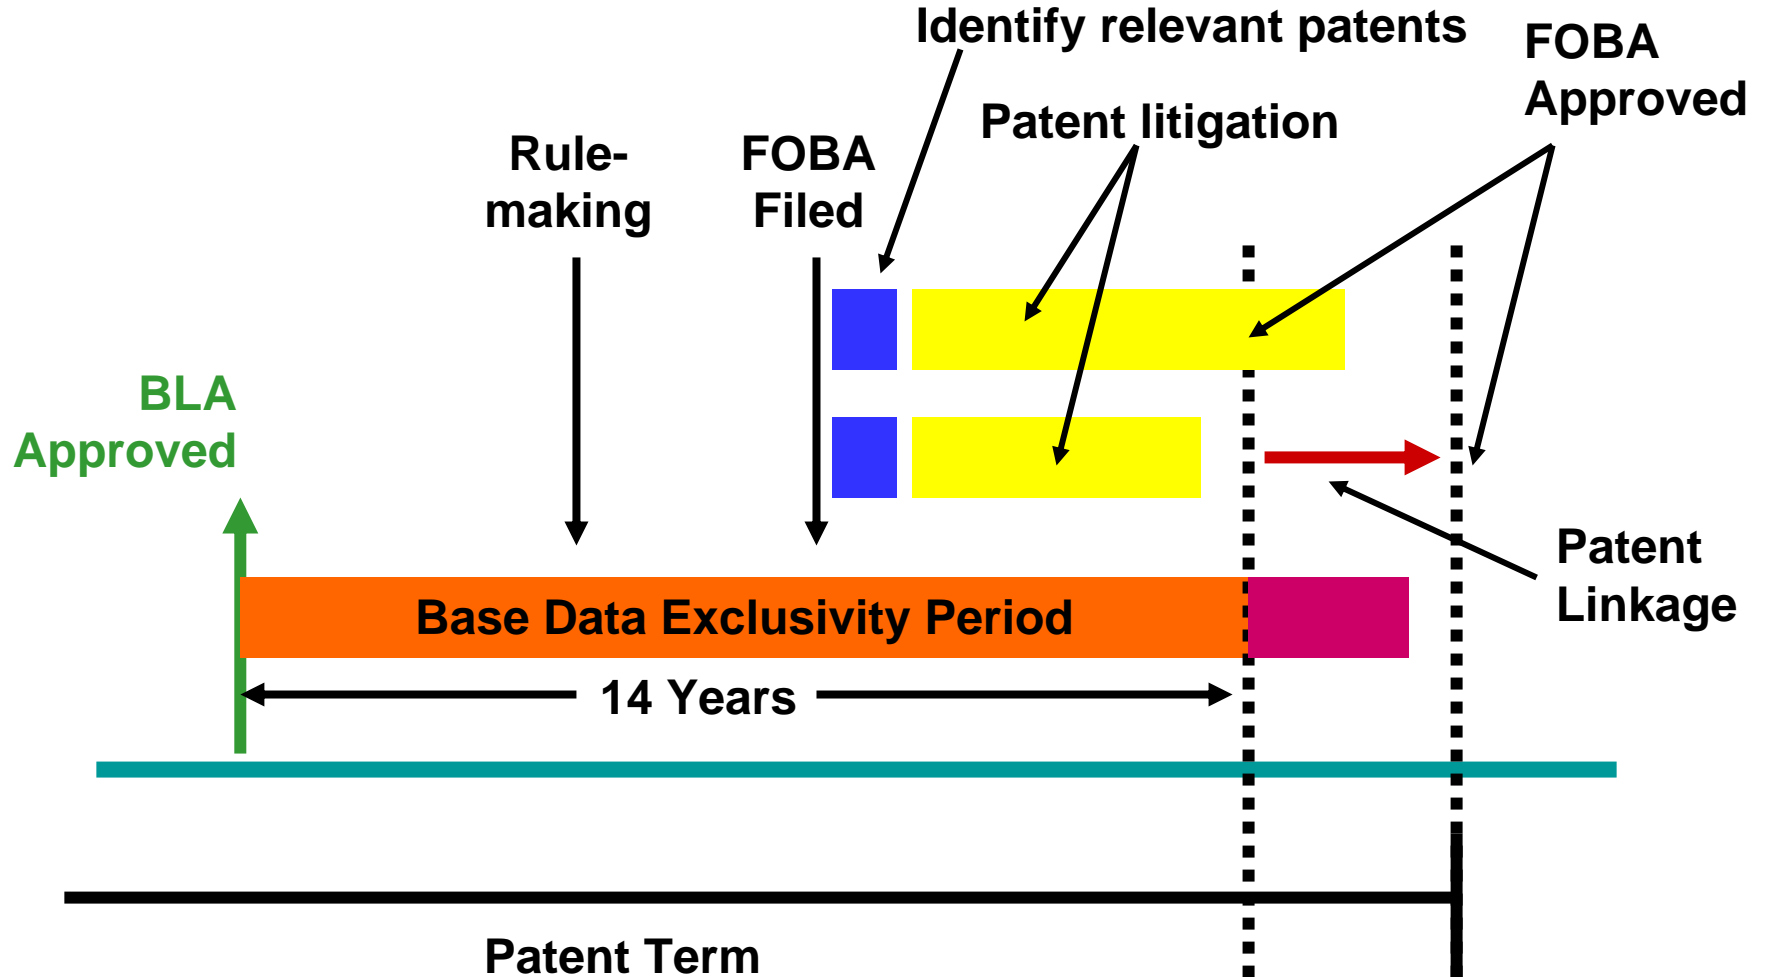 Identify relevant patents
FOBA
Approved
Patent litigation
Rule-
making
FOBA
Filed
BLA
Approved
Patent
Linkage
Base Data Exclusivity Period
14 Years
Patent Term